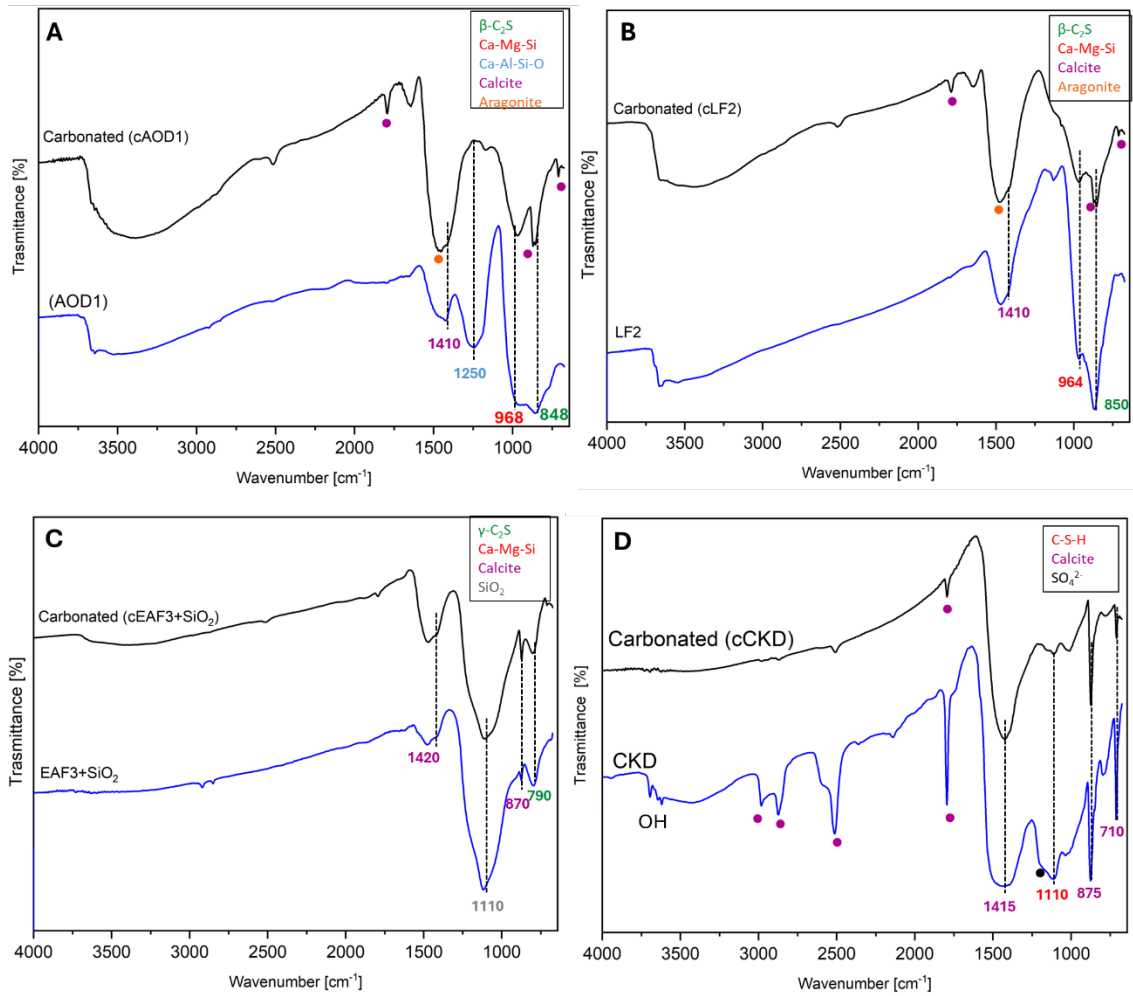 A
β-C₂S
Ca-Mg-Si
Ca-Al-Si-O
Calcite
Aragonite
Carbonated (cAOD1)
(AOD1)
1410
1250
968
848
Trasmittance [%]
4000 3500 3000 2500 2000 1500 1000
Wavenumber [cm⁻¹]
B
β-C₂S
Ca-Mg-Si
Calcite
Aragonite
Carbonated (cLF2)
1410
LF2
964
850
Trasmittance [%]
4000 3500 3000 2500 2000 1500 1000
Wavenumber [cm⁻¹]
C
γ-C₂S
Ca-Mg-Si
Calcite
SiO₂
Carbonated (cEAF3+SiO₂)
EAF3+SiO₂
1420
870
790
1110
Trasmittance [%]
4000 3500 3000 2500 2000 1500 1000
Wavenumber [cm⁻¹]
D
C-S-H
Calcite
SO₄²⁻
Carbonated (cCKD)
CKD
OH
710
1415
1110
875
Trasmittance [%]
4000 3500 3000 2500 2000 1500 1000
Wavenumber [cm⁻¹]